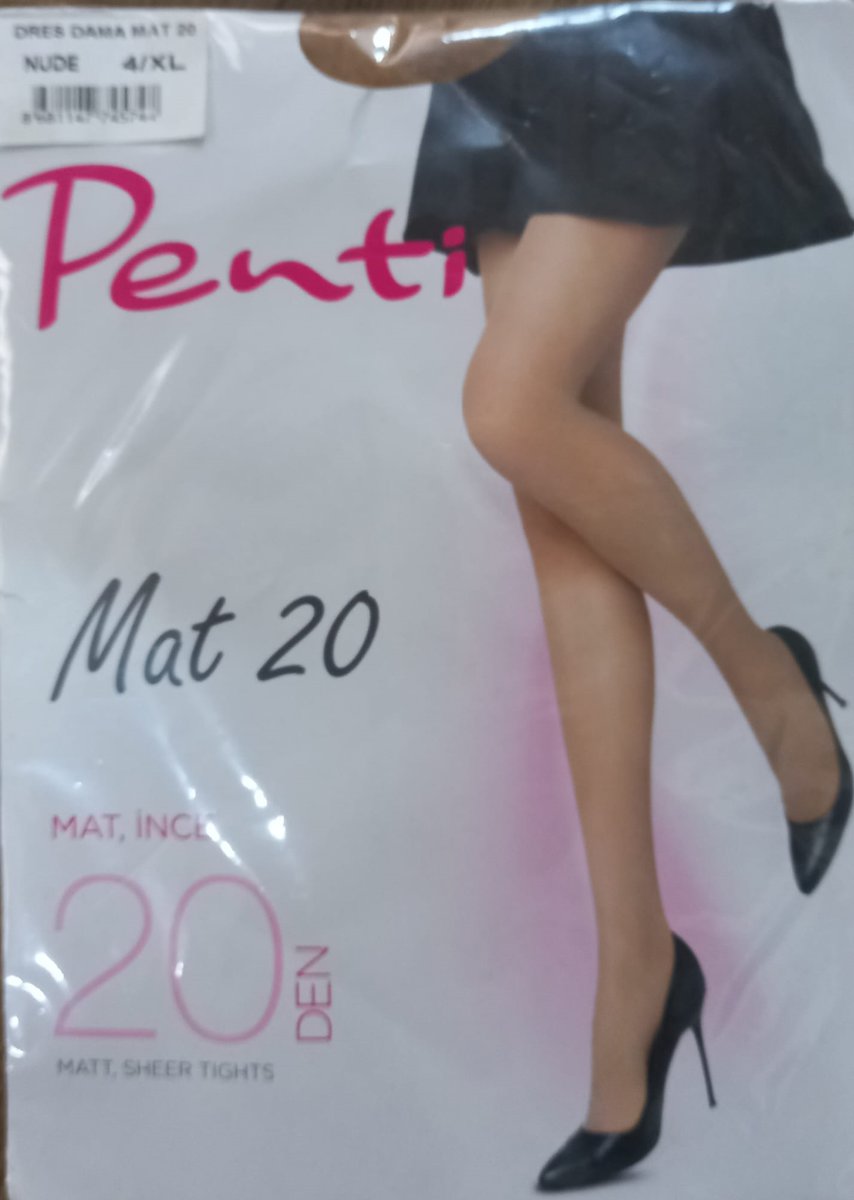 DRES DAMA MAT 20
NUDE 4/XL
Penti
Mat 20
MAT, İNCE
20 DEN
MATT, SHEER TIGHTS